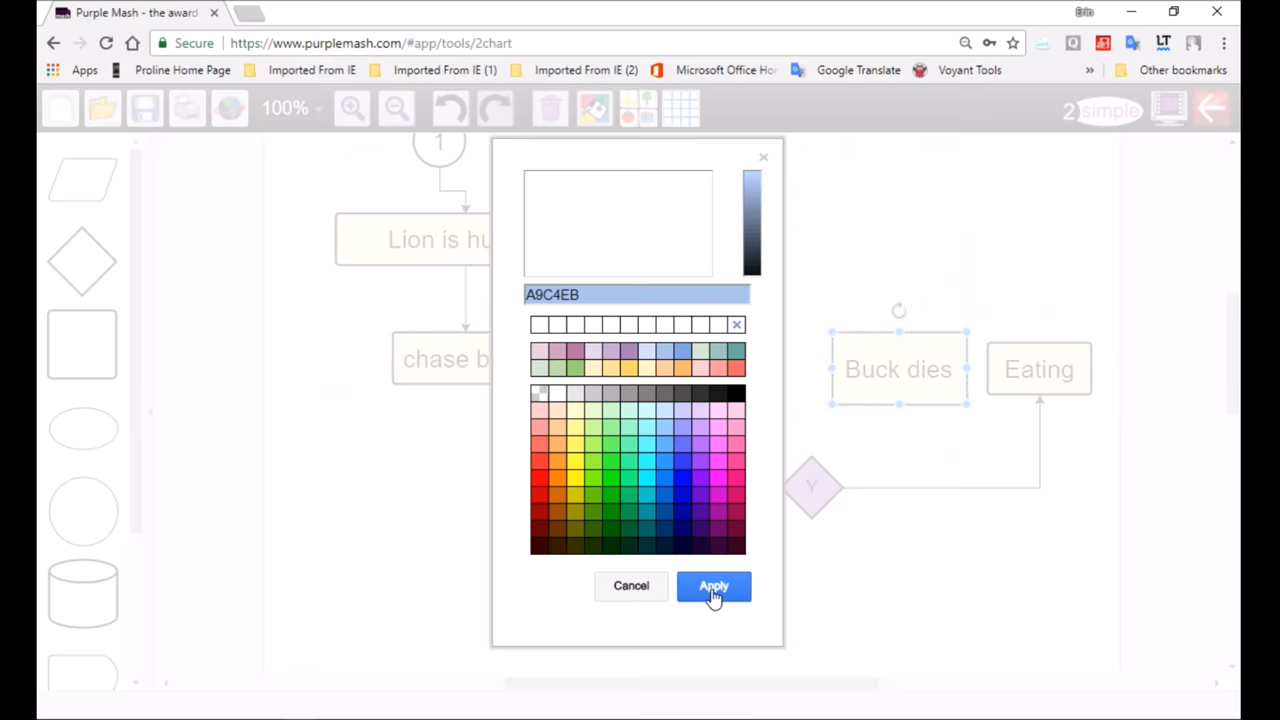 Purple Mash - the award
Erin
Secure
https://www.purplemash.com/#app/tools/2chart
Apps
Proline Home Page
Imported From IE
Imported From IE (1)
Imported From IE (2)
Microsoft Office Ho
Google Translate
Voyant Tools
»
Other bookmarks
100%
2simple
1
Lion is hu
A9C4EB
chase b
Buck dies
Eating
Y
Cancel
Apply